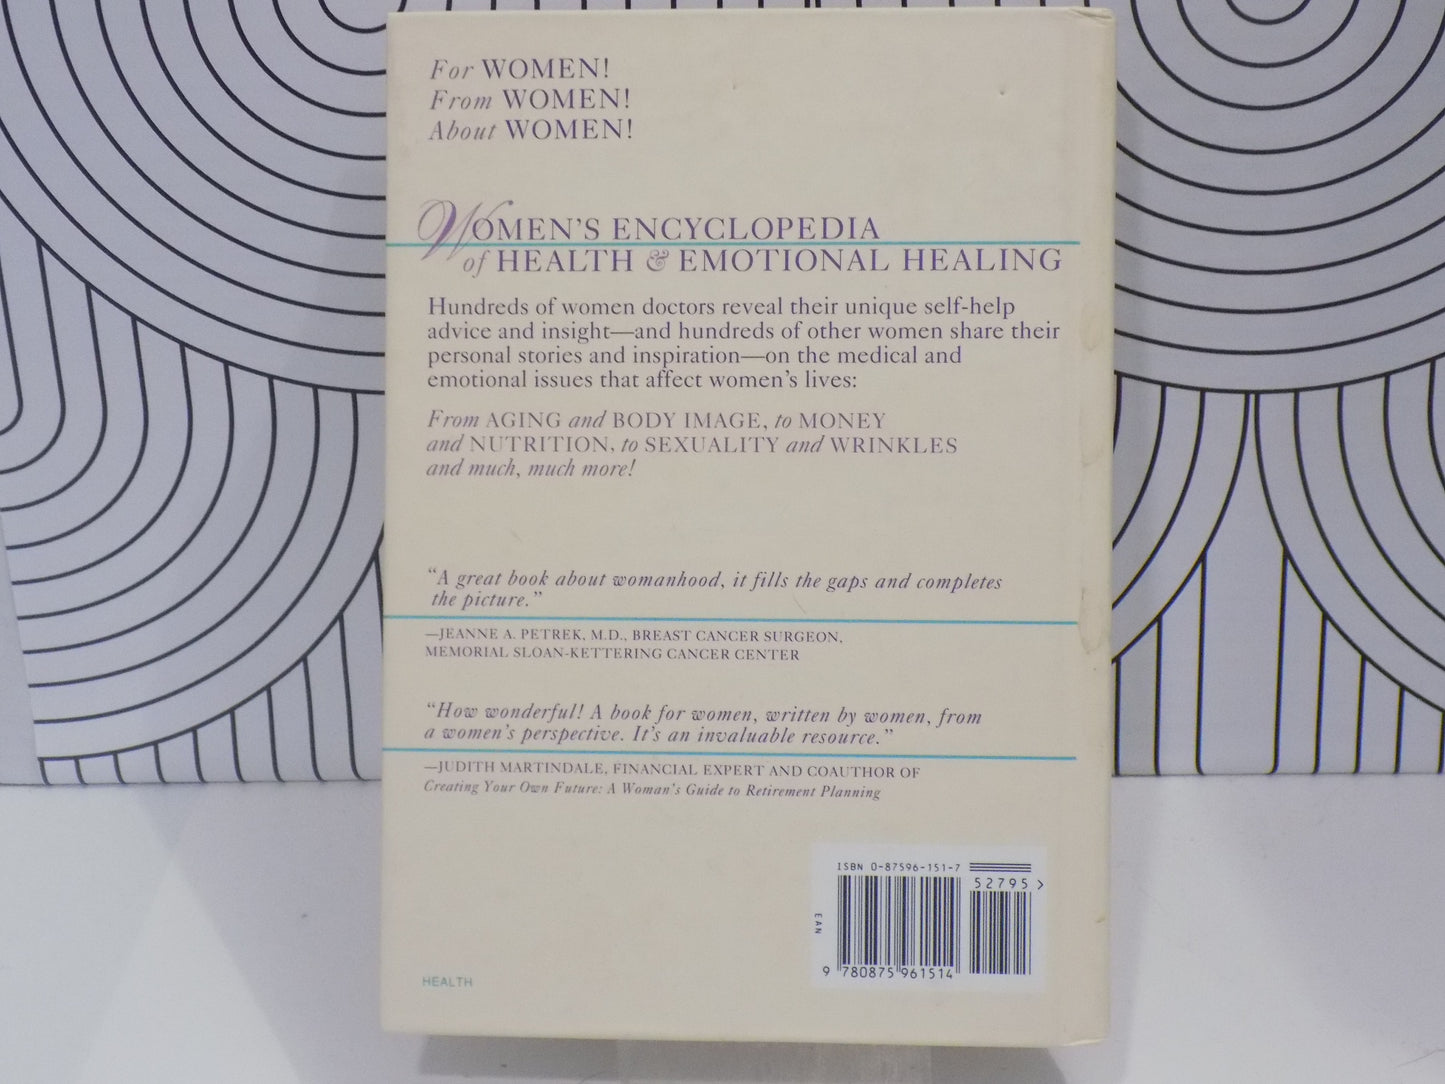 For WOMEN!
From WOMEN!
About WOMEN!
WOMEN'S ENCYCLOPEDIA
of HEALTH & EMOTIONAL HEALING
Hundreds of women doctors reveal their unique self-help
advice and insight—and hundreds of other women share their
personal stories and inspiration—on the medical and
emotional issues that affect women's lives:
From AGING and BODY IMAGE, to MONEY
and NUTRITION, to SEXUALITY and WRINKLES
and much, much more!
"A great book about womanhood, it fills the gaps and completes
the picture."
—JEANNE A. PETREK, M.D., BREAST CANCER SURGEON,
MEMORIAL SLOAN-KETTERING CANCER CENTER
"How wonderful! A book for women, written by women, from
a women's perspective. It's an invaluable resource."
—JUDITH MARTINDALE, FINANCIAL EXPERT AND COAUTHOR OF
Creating Your Own Future: A Woman's Guide to Retirement Planning
ISBN 0-87596-151-7
52795>
EAN
9 780875 961514
HEALTH